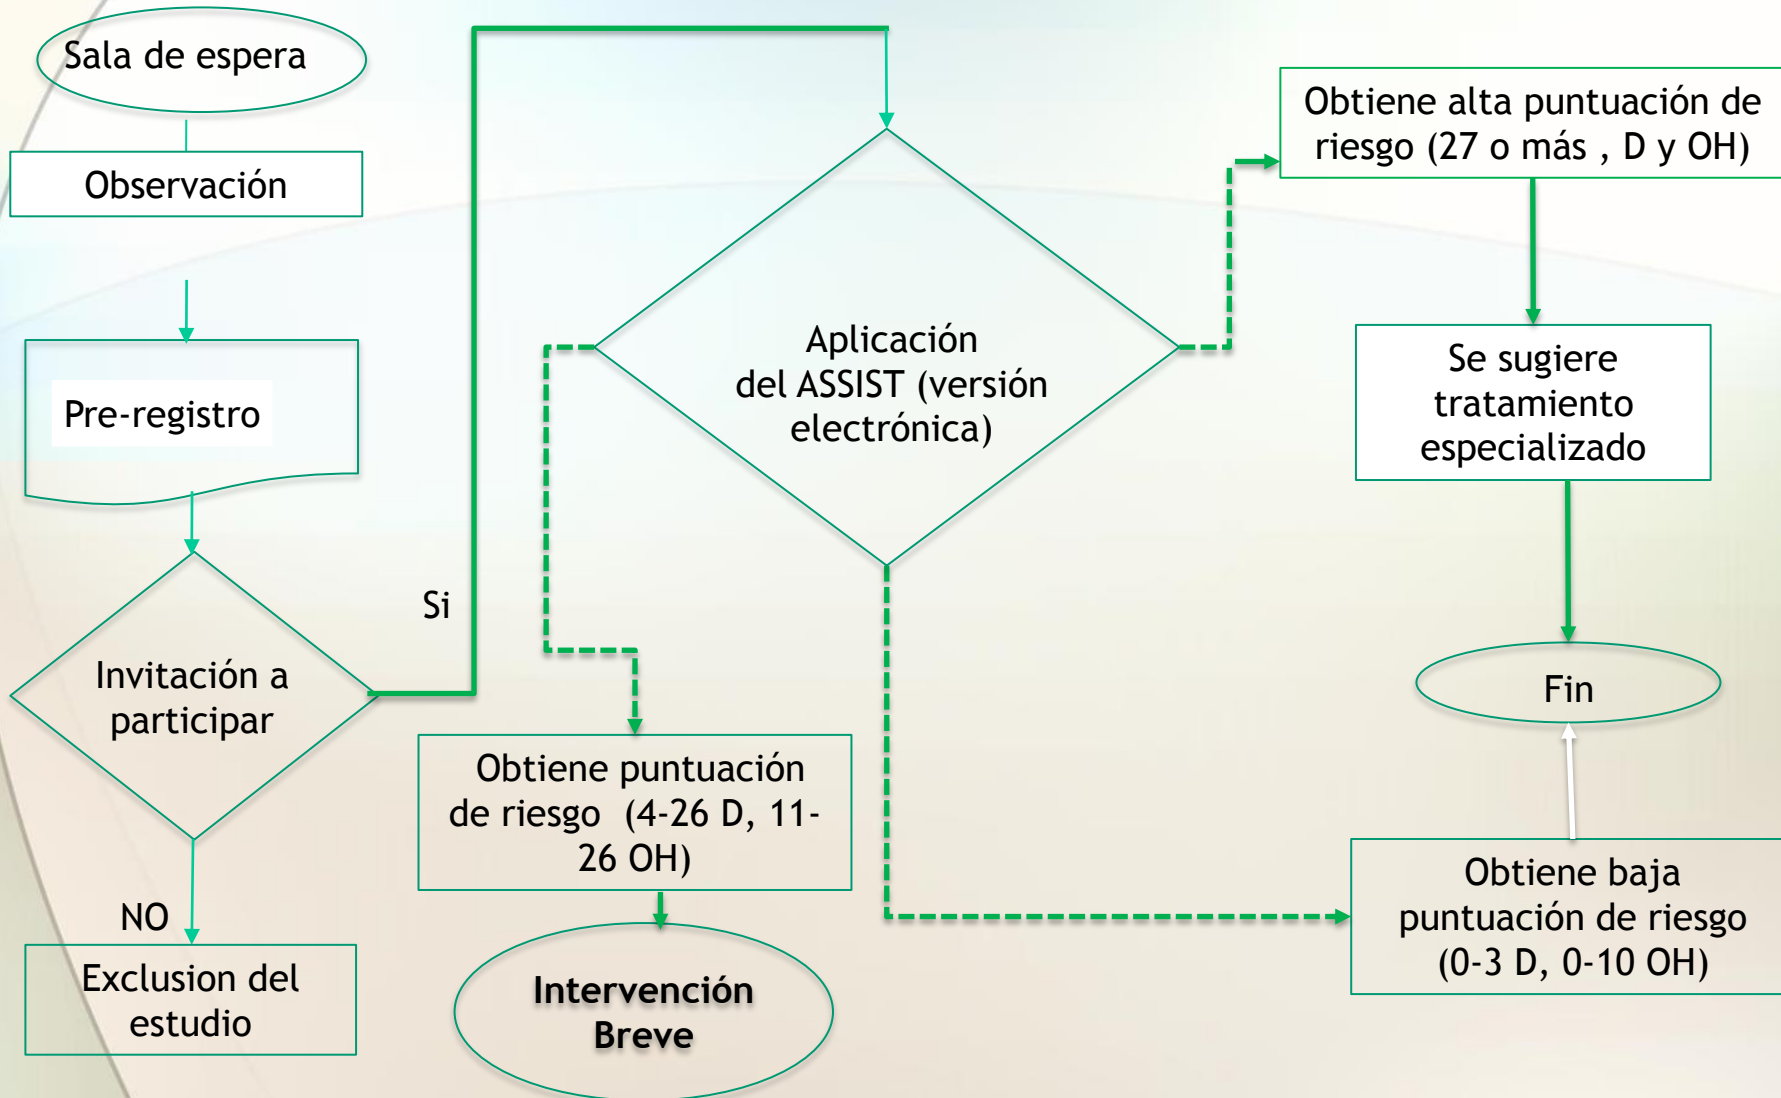 Sala de espera
Observación
Pre-registro
Invitación a
participar
Si
NO
Exclusion del
estudio
Aplicación
del ASSIST (versión
electrónica)
Obtiene puntuación
de riesgo (4-26 D, 11-
26 OH)
Intervención
Breve
Obtiene alta puntuación de
riesgo (27 o más , D y OH)
Se sugiere
tratamiento
especializado
Fin
Obtiene baja
puntuación de riesgo
(0-3 D, 0-10 OH)